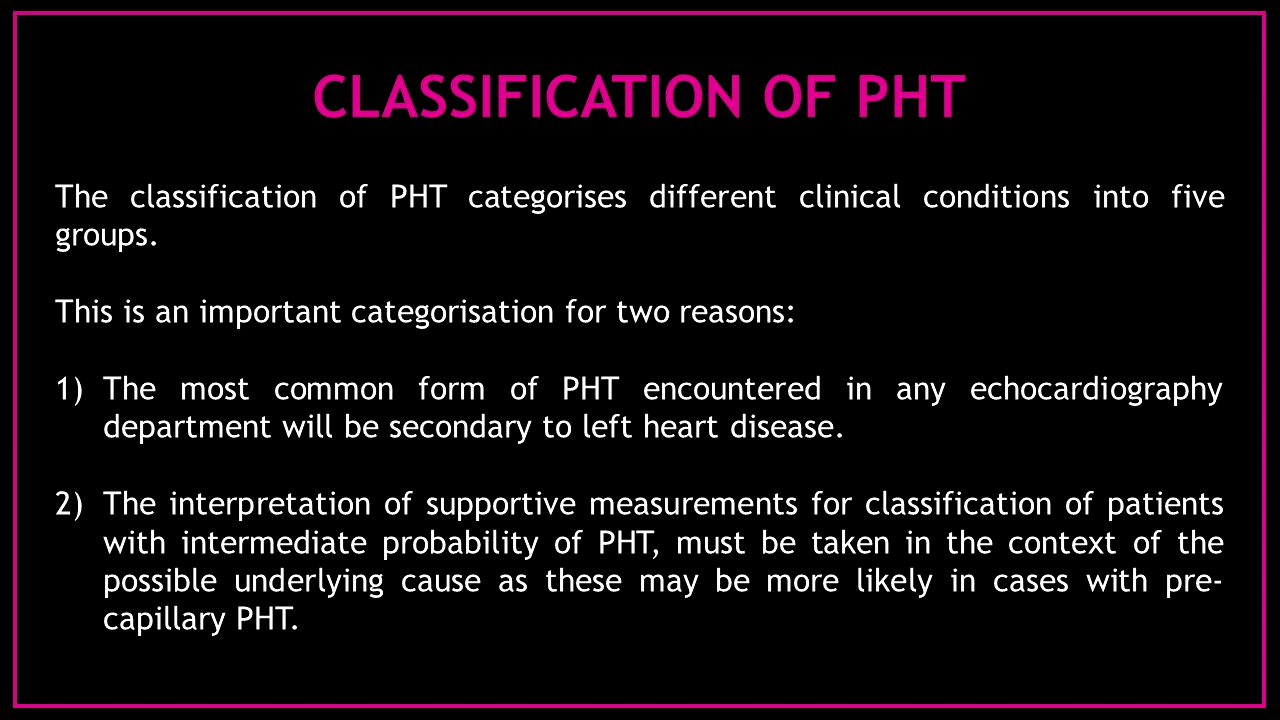 CLASSIFICATION OF PHT
The classification of PHT categorises different clinical conditions into five
groups.
This is an important categorisation for two reasons:
1) The most common form of PHT encountered in any echocardiography
department will be secondary to left heart disease.
2) The interpretation of supportive measurements for classification of patients
with intermediate probability of PHT, must be taken in the context of the
possible underlying cause as these may be more likely in cases with pre-
capillary PHT.